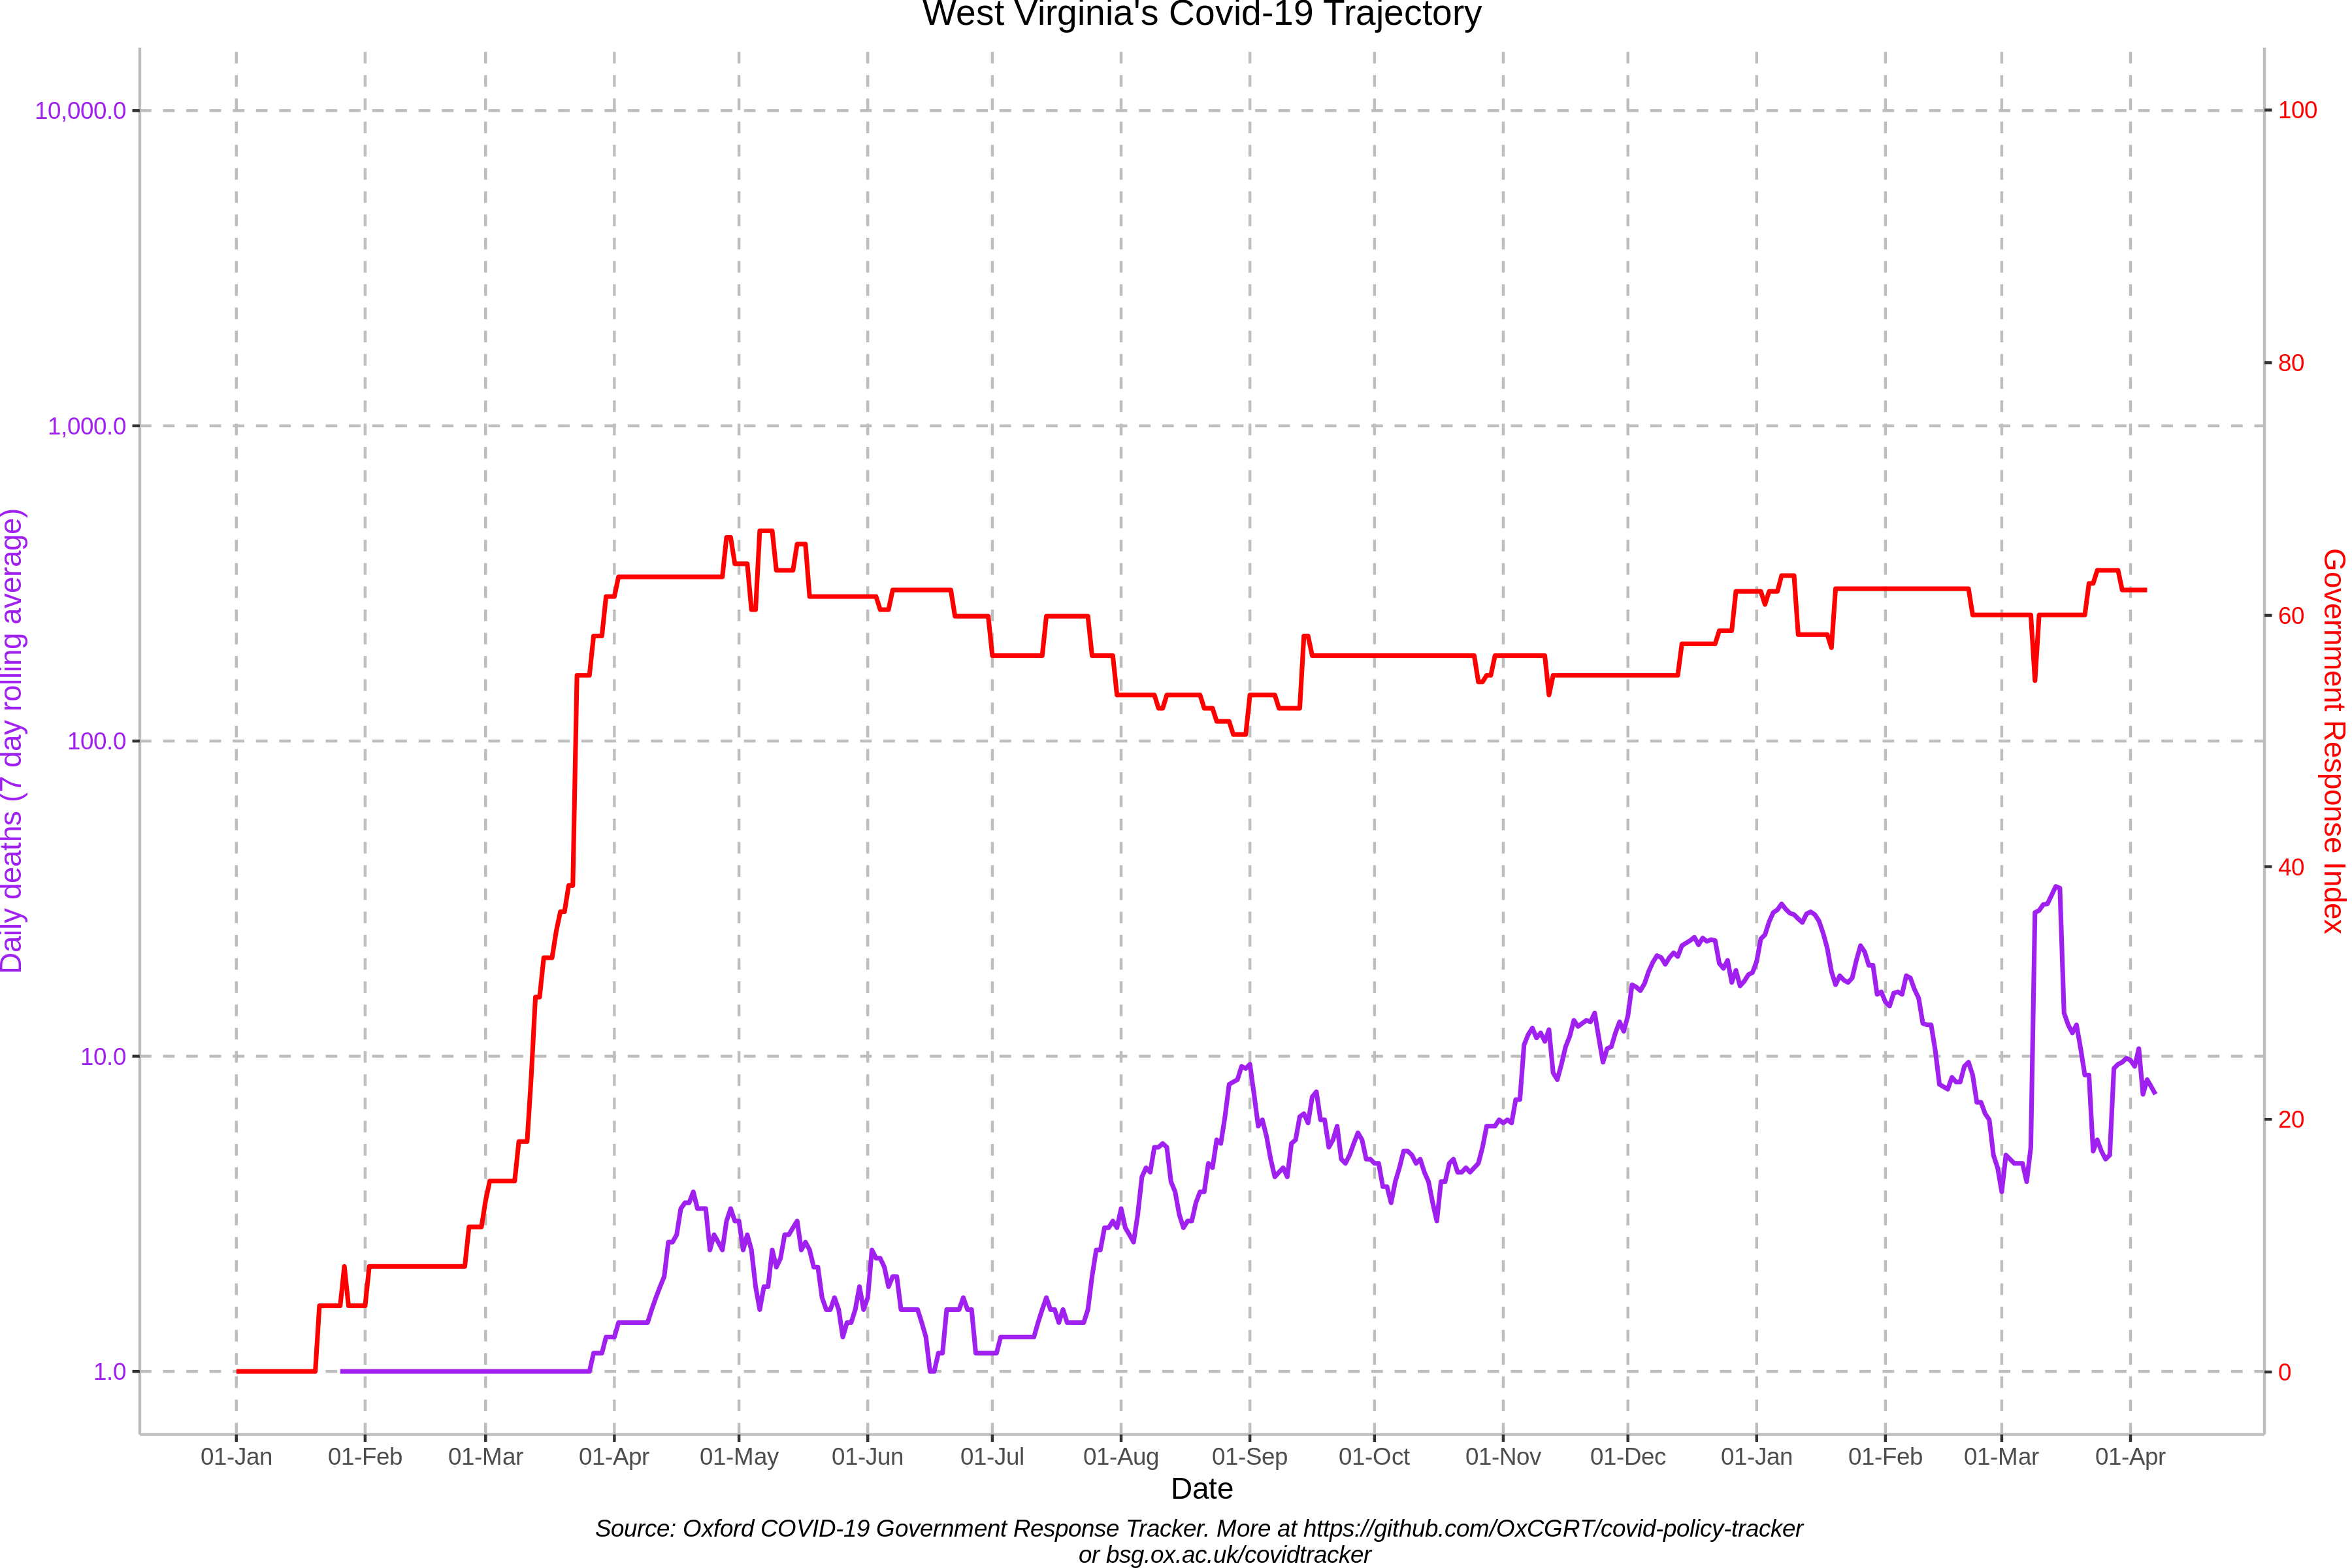 West Virginia's Covid-19 Trajectory
10,000.0
1,000.0
100.0
10.0
1.0
Daily deaths (7 day rolling average)
100
80
60
40
20
0
Government Response Index
01-Jan 01-Feb 01-Mar 01-Apr 01-May 01-Jun 01-Jul 01-Aug 01-Sep 01-Oct 01-Nov 01-Dec 01-Jan 01-Feb 01-Mar 01-Apr
Date
Source: Oxford COVID-19 Government Response Tracker. More at https://github.com/OxCGRT/covid-policy-tracker
or bsg.ox.ac.uk/covidtracker